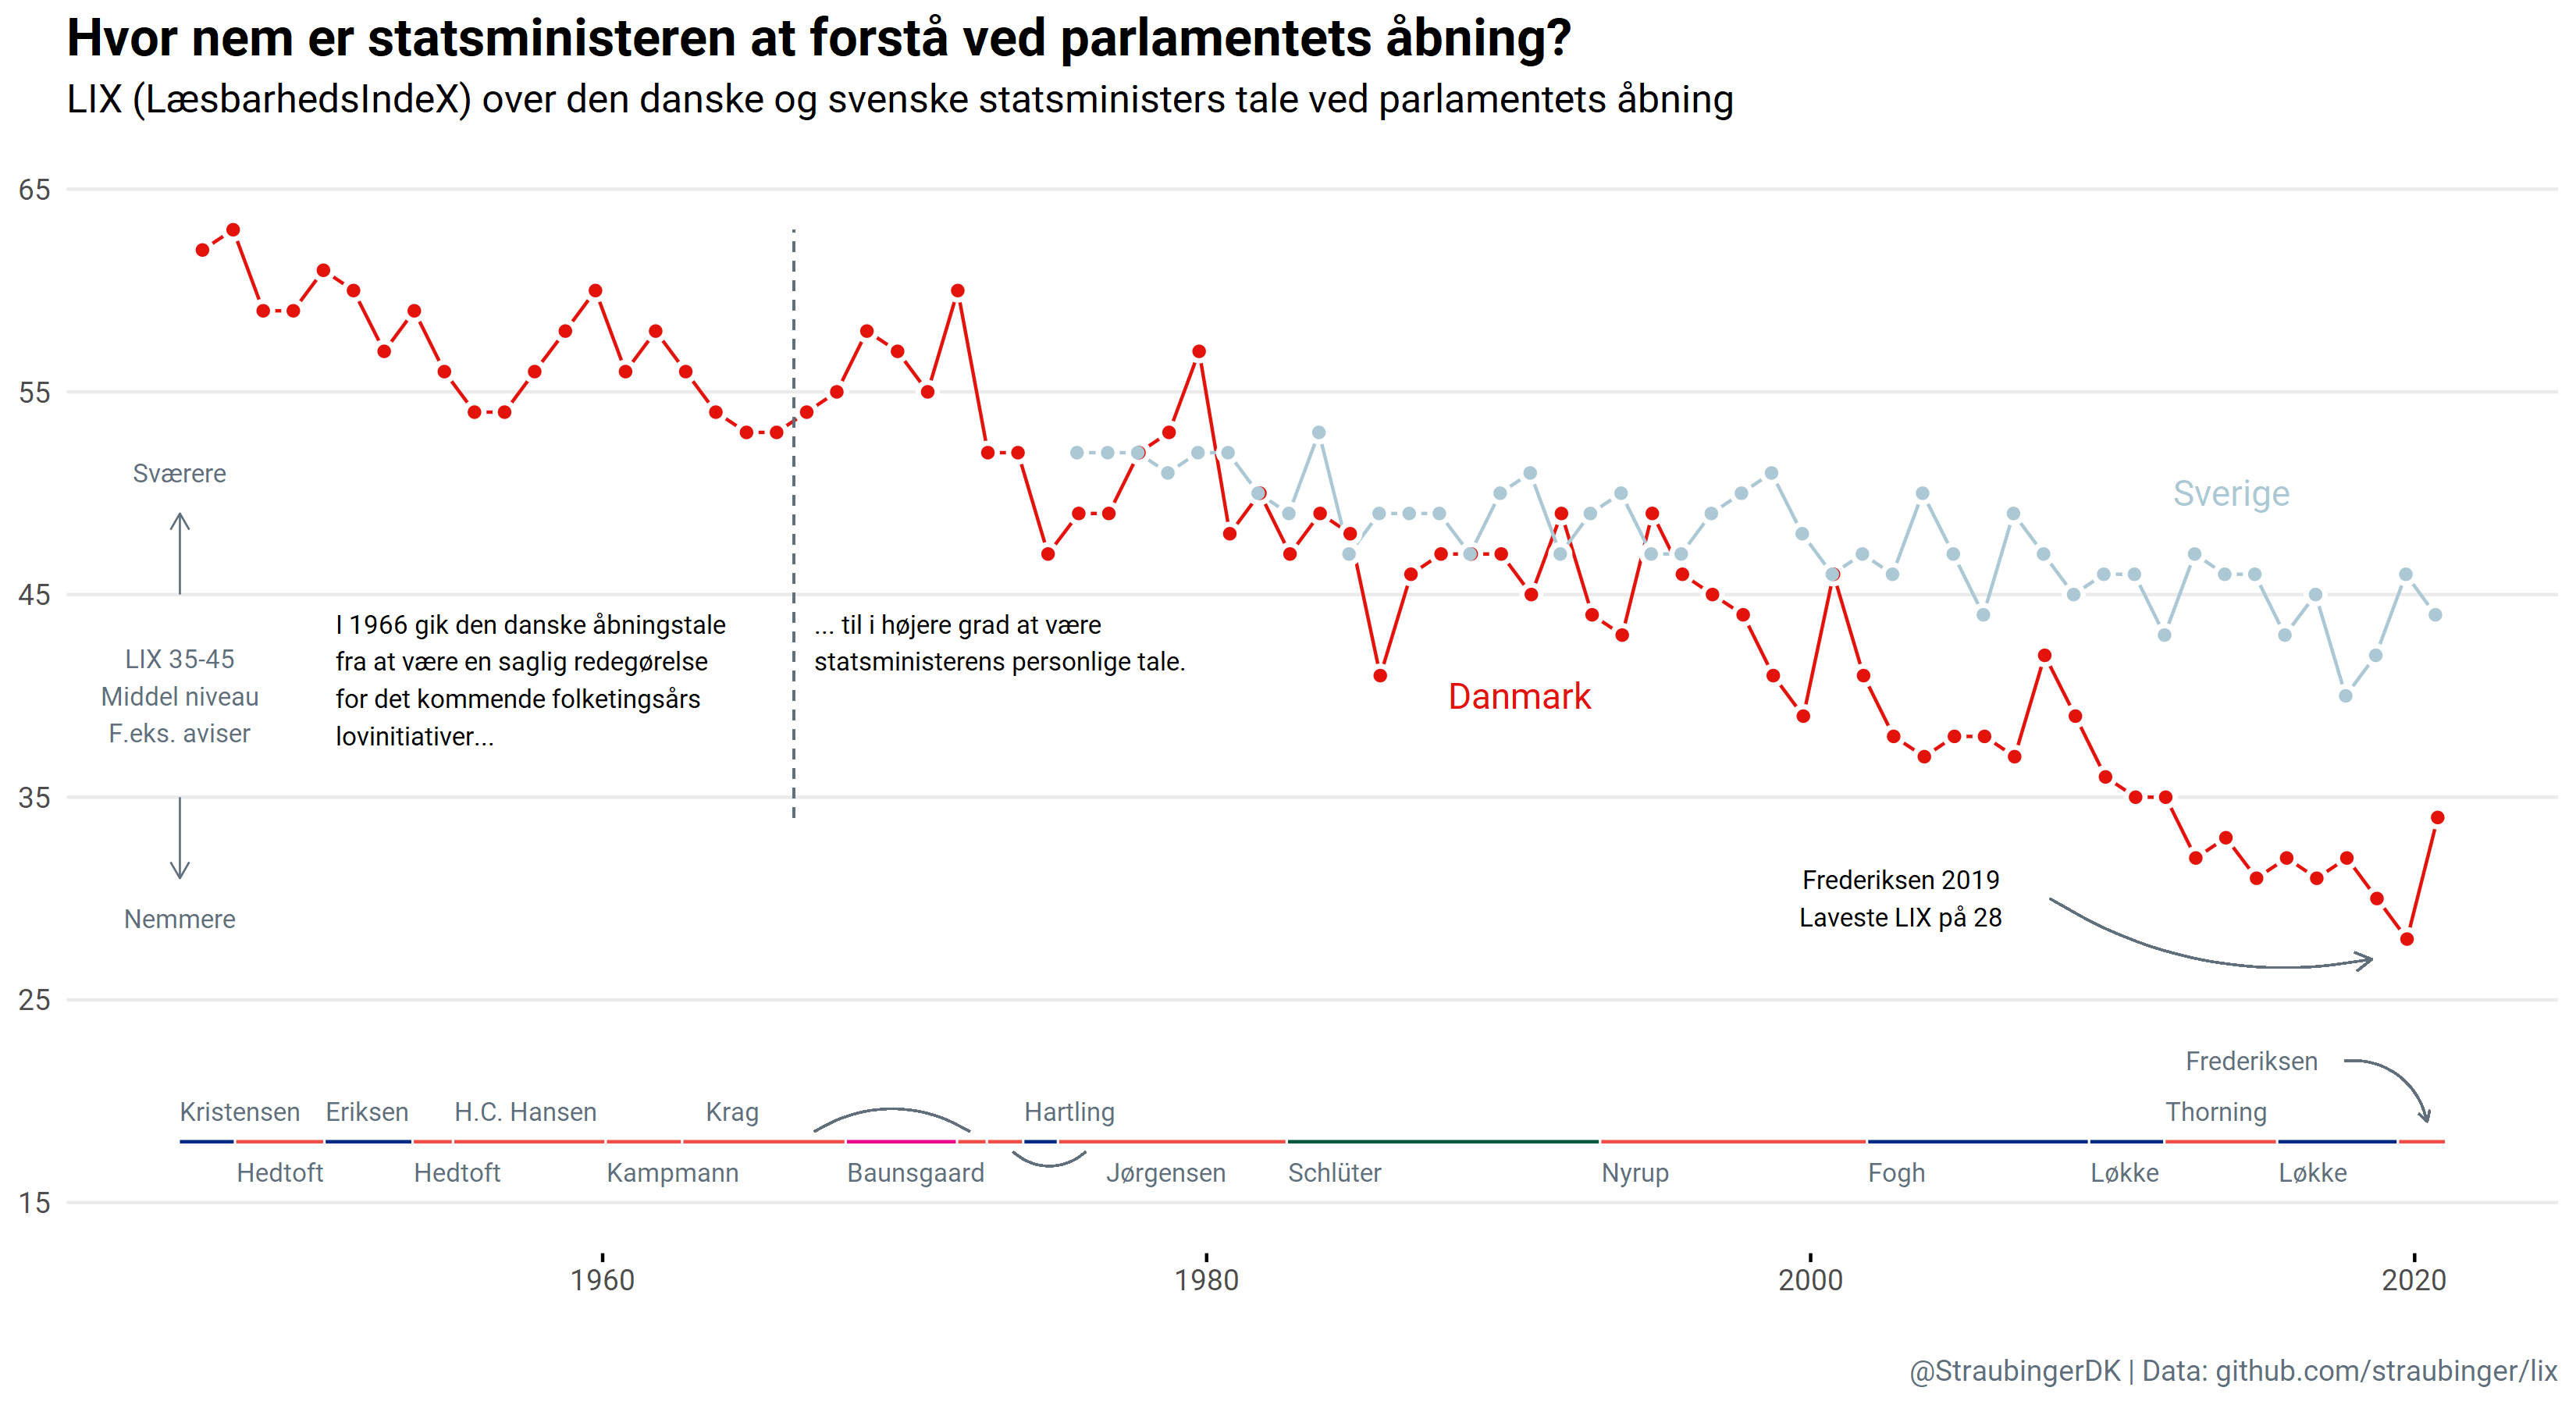 Hvor nem er statsministeren at forstå ved parlamentets åbning?
LIX (LæsbarhedsIndeX) over den danske og svenske statsministers tale ved parlamentets åbning
65
55
45
35
25
15
Sværere
LIX 35-45
Middel niveau
F.eks. aviser
Nemmere
I 1966 gik den danske åbningstale
fra at være en saglig redegørelse
for det kommende folketingsårs
lovinitiativer...
... til i højere grad at være
statsministerens personlige tale.
Sverige
Danmark
Frederiksen 2019
Laveste LIX på 28
Frederiksen
Kristensen Eriksen H.C. Hansen Krag Hartling Thorning
Hedtoft Hedtoft Kampmann Baunsgaard Jørgensen Schlüter Nyrup Fogh Løkke Løkke
1960 1980 2000 2020
@StraubingerDK | Data: github.com/straubinger/lix